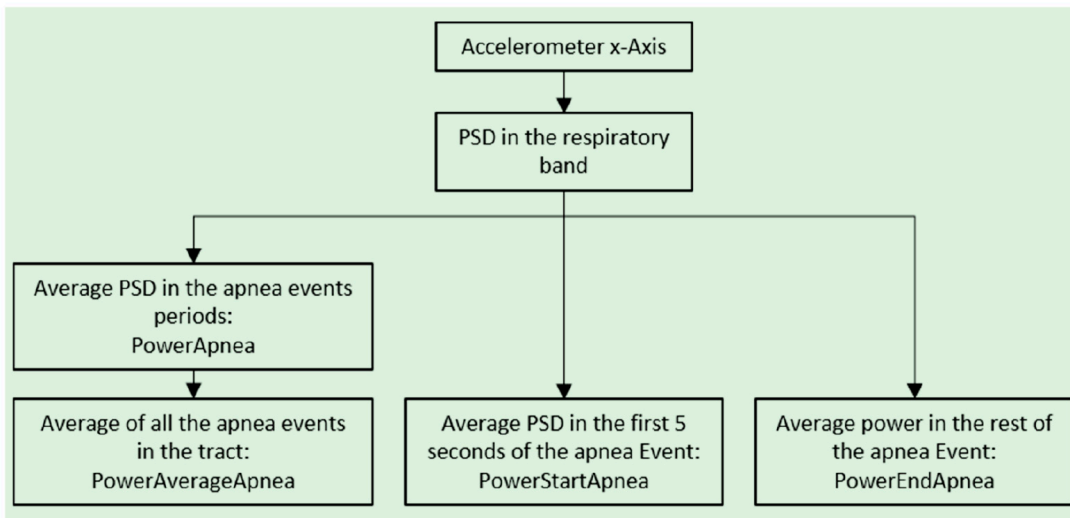 Accelerometer x-Axis
PSD in the respiratory
band
Average PSD in the apnea events
periods:
PowerApnea
Average of all the apnea events
in the tract:
PowerAverageApnea
Average PSD in the first 5
seconds of the apnea Event:
PowerStartApnea
Average power in the rest of
the apnea Event:
PowerEndApnea